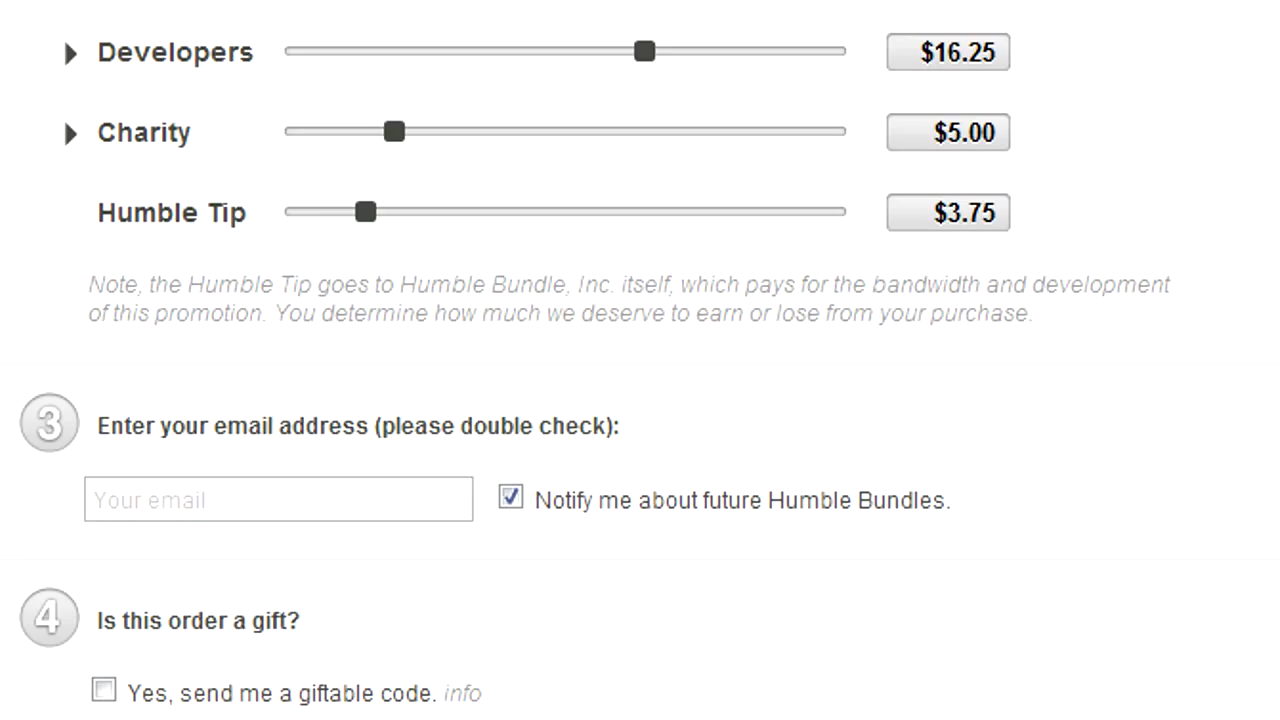 Developers $16.25
Charity $5.00
Humble Tip $3.75
Note, the Humble Tip goes to Humble Bundle, Inc. itself, which pays for the bandwidth and development
of this promotion. You determine how much we deserve to earn or lose from your purchase.
3 Enter your email address (please double check):
Your email Notify me about future Humble Bundles.
4 Is this order a gift?
Yes, send me a giftable code. info